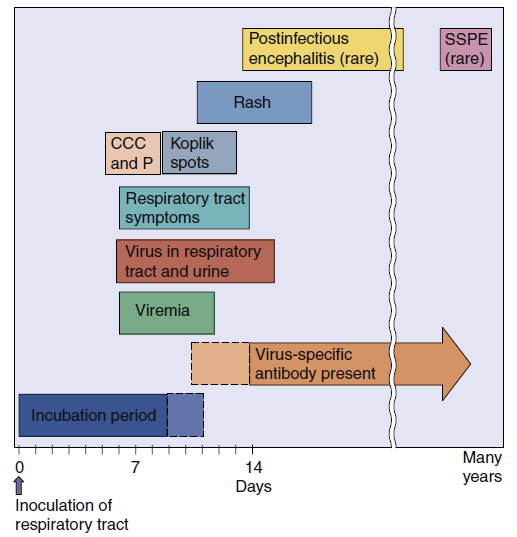 Postinfectious
encephalitis (rare)
SSPE
(rare)
Rash
CCC
and P
Koplik
spots
Respiratory tract
symptoms
Virus in respiratory
tract and urine
Viremia
Virus-specific
antibody present
Incubation period
0
7
14
Days
Many
years
Inoculation of
respiratory tract